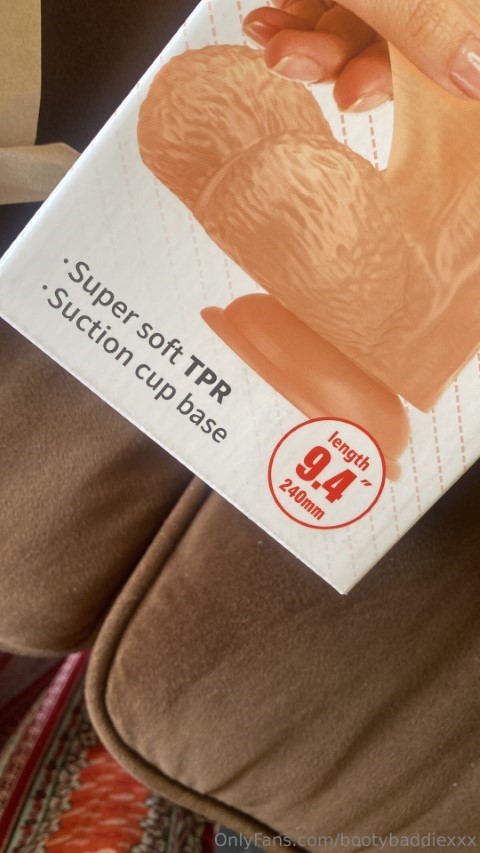 ·Super soft TPR
·Suction cup base
length
9.4"
240mm
OnlyFans.com/bootybaddiexxx